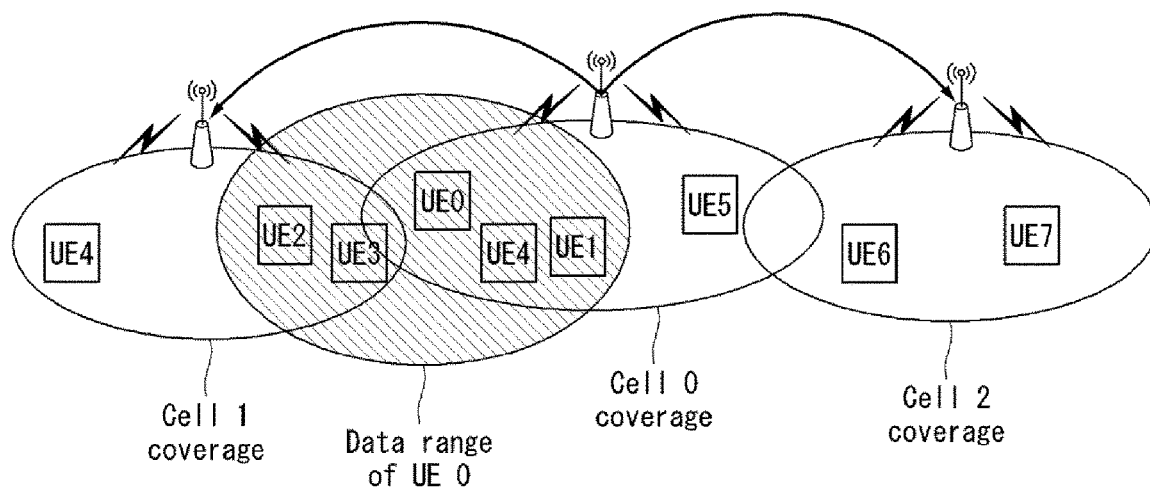 UE0
UE5
UE2
UE3
UE4
UE1
UE4
UE6
UE7
Cell 1
coverage
Data range
of UE 0
Cell 0
coverage
Cell 2
coverage